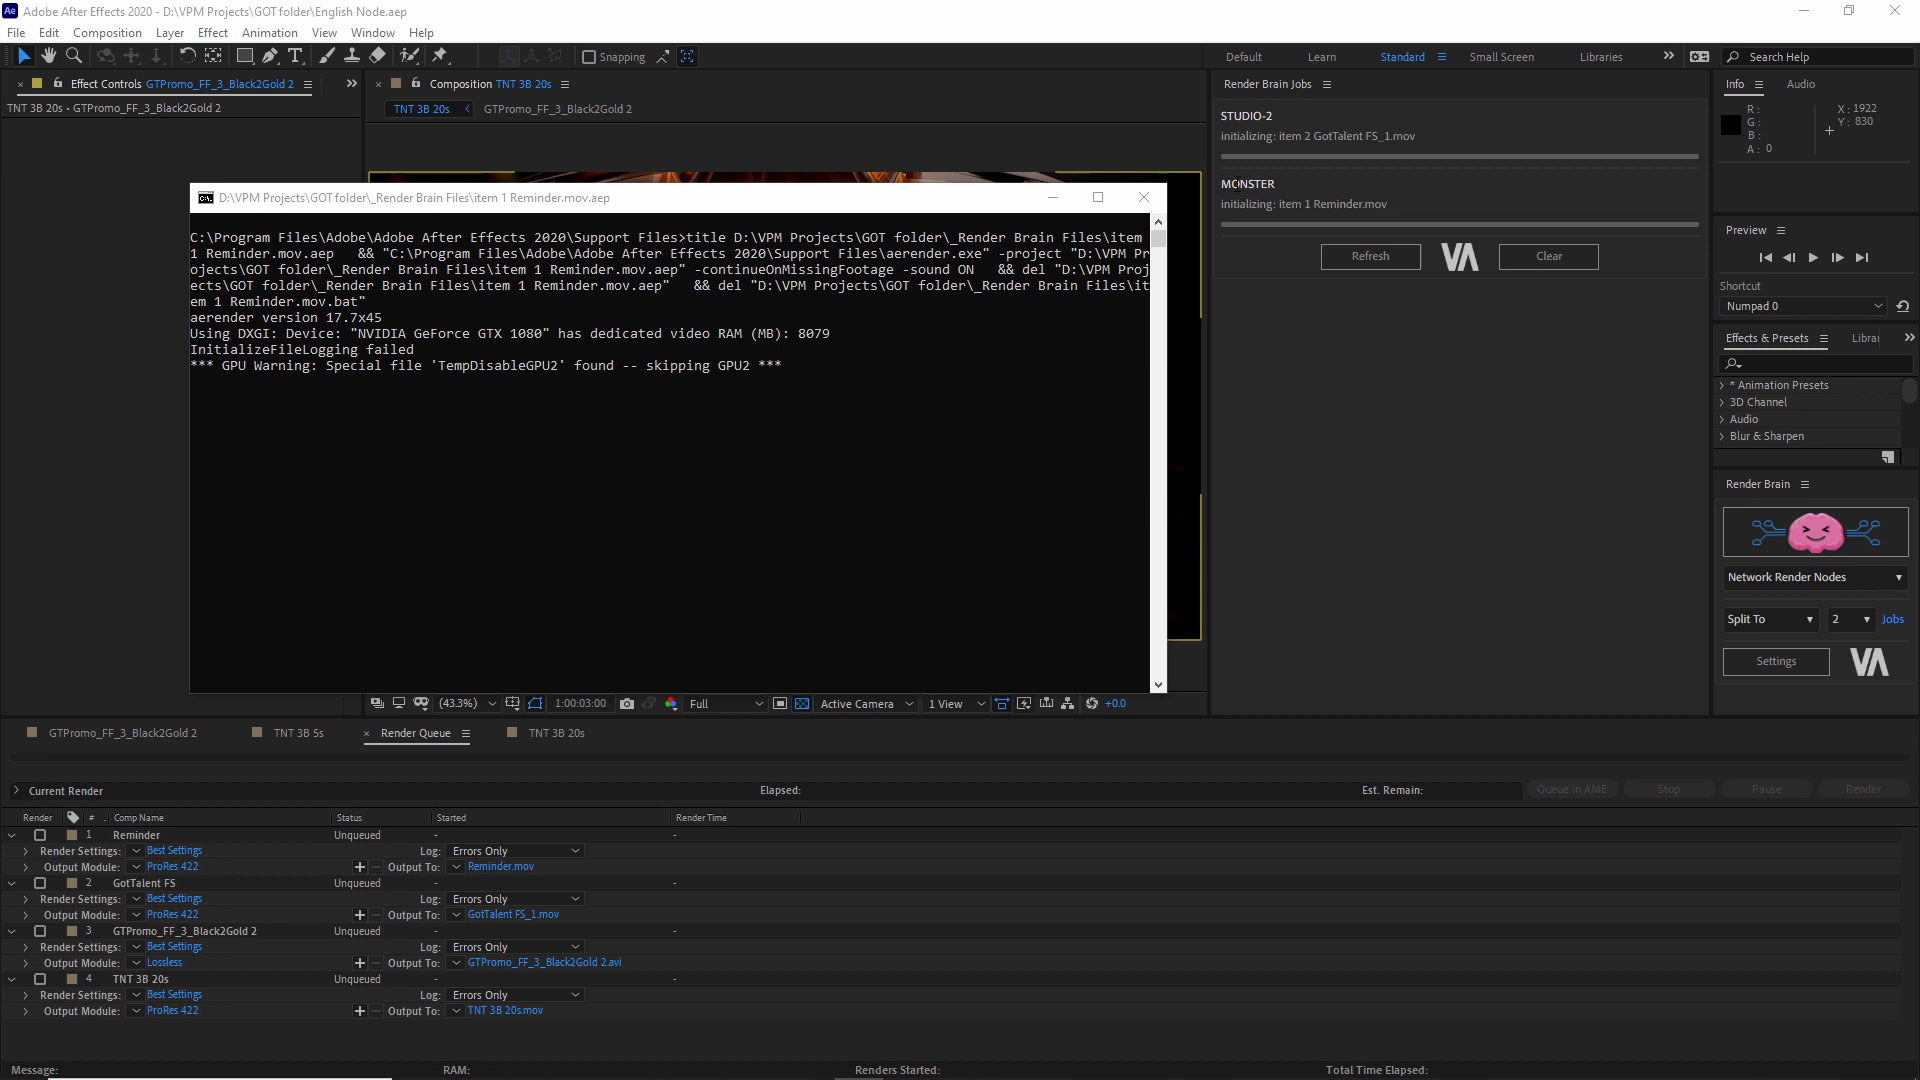 Adobe After Effects 2020 - D:\VPM Projects\GOT folder\English Node.aep
File Edit Composition Layer Effect Animation View Window Help
Snapping
Default Learn Standard Small Screen Libraries Search Help
Effect Controls GTPromo_FF_3_Black2Gold 2
TNT 3B 20s • GTPromo_FF_3_Black2Gold 2
Composition TNT 3B 20s
TNT 3B 20s GTPromo_FF_3_Black2Gold 2
Render Brain Jobs
STUDIO-2
initializing: item 2 GotTalent FS_1.mov
MONSTER
initializing: item 1 Reminder.mov
Refresh VA Clear
D:\VPM Projects\GOT folder\_Render Brain Files\item 1 Reminder.mov.aep
C:\Program Files\Adobe\Adobe After Effects 2020\Support Files>title D:\VPM Projects\GOT folder\_Render Brain Files\item
1 Reminder.mov.aep && "C:\Program Files\Adobe\Adobe After Effects 2020\Support Files\aerender.exe" -project "D:\VPM Pr
ojects\GOT folder\_Render Brain Files\item 1 Reminder.mov.aep" -continueOnMissingFootage -sound ON && del "D:\VPM Proj
ects\GOT folder\_Render Brain Files\item 1 Reminder.mov.aep" && del "D:\VPM Projects\GOT folder\_Render Brain Files\it
em 1 Reminder.mov.bat"
aerender version 17.7x45
Using DXGI: Device: "NVIDIA GeForce GTX 1080" has dedicated video RAM (MB): 8079
InitializeFileLogging failed
*** GPU Warning: Special file 'TempDisableGPU2' found -- skipping GPU2 ***
(43.3%) 1:00:03:00 Full Active Camera 1 View +0.0
Info Audio
R: X: 1922
G: Y: 830
B:
A: 0
Preview
Shortcut
Numpad 0
Effects & Presets Librar
* Animation Presets
3D Channel
Audio
Blur & Sharpen
Render Brain
Network Render Nodes
Split To 2 Jobs
Settings VA
GTPromo_FF_3_Black2Gold 2 TNT 3B 5s Render Queue TNT 3B 20s
Current Render Elapsed: Est. Remain: Queue in AME Stop Pause Render
Render # Comp Name Status Started Render Time
1 Reminder Unqueued - -
Render Settings: Best Settings Log: Errors Only
Output Module: ProRes 422 Output To: Reminder.mov
2 GotTalent FS Unqueued - -
Render Settings: Best Settings Log: Errors Only
Output Module: ProRes 422 Output To: GotTalent FS_1.mov
3 GTPromo_FF_3_Black2Gold 2 Unqueued - -
Render Settings: Best Settings Log: Errors Only
Output Module: Lossless Output To: GTPromo_FF_3_Black2Gold 2.avi
4 TNT 3B 20s Unqueued - -
Render Settings: Best Settings Log: Errors Only
Output Module: ProRes 422 Output To: TNT 3B 20s.mov
Message: RAM: Renders Started: Total Time Elapsed: